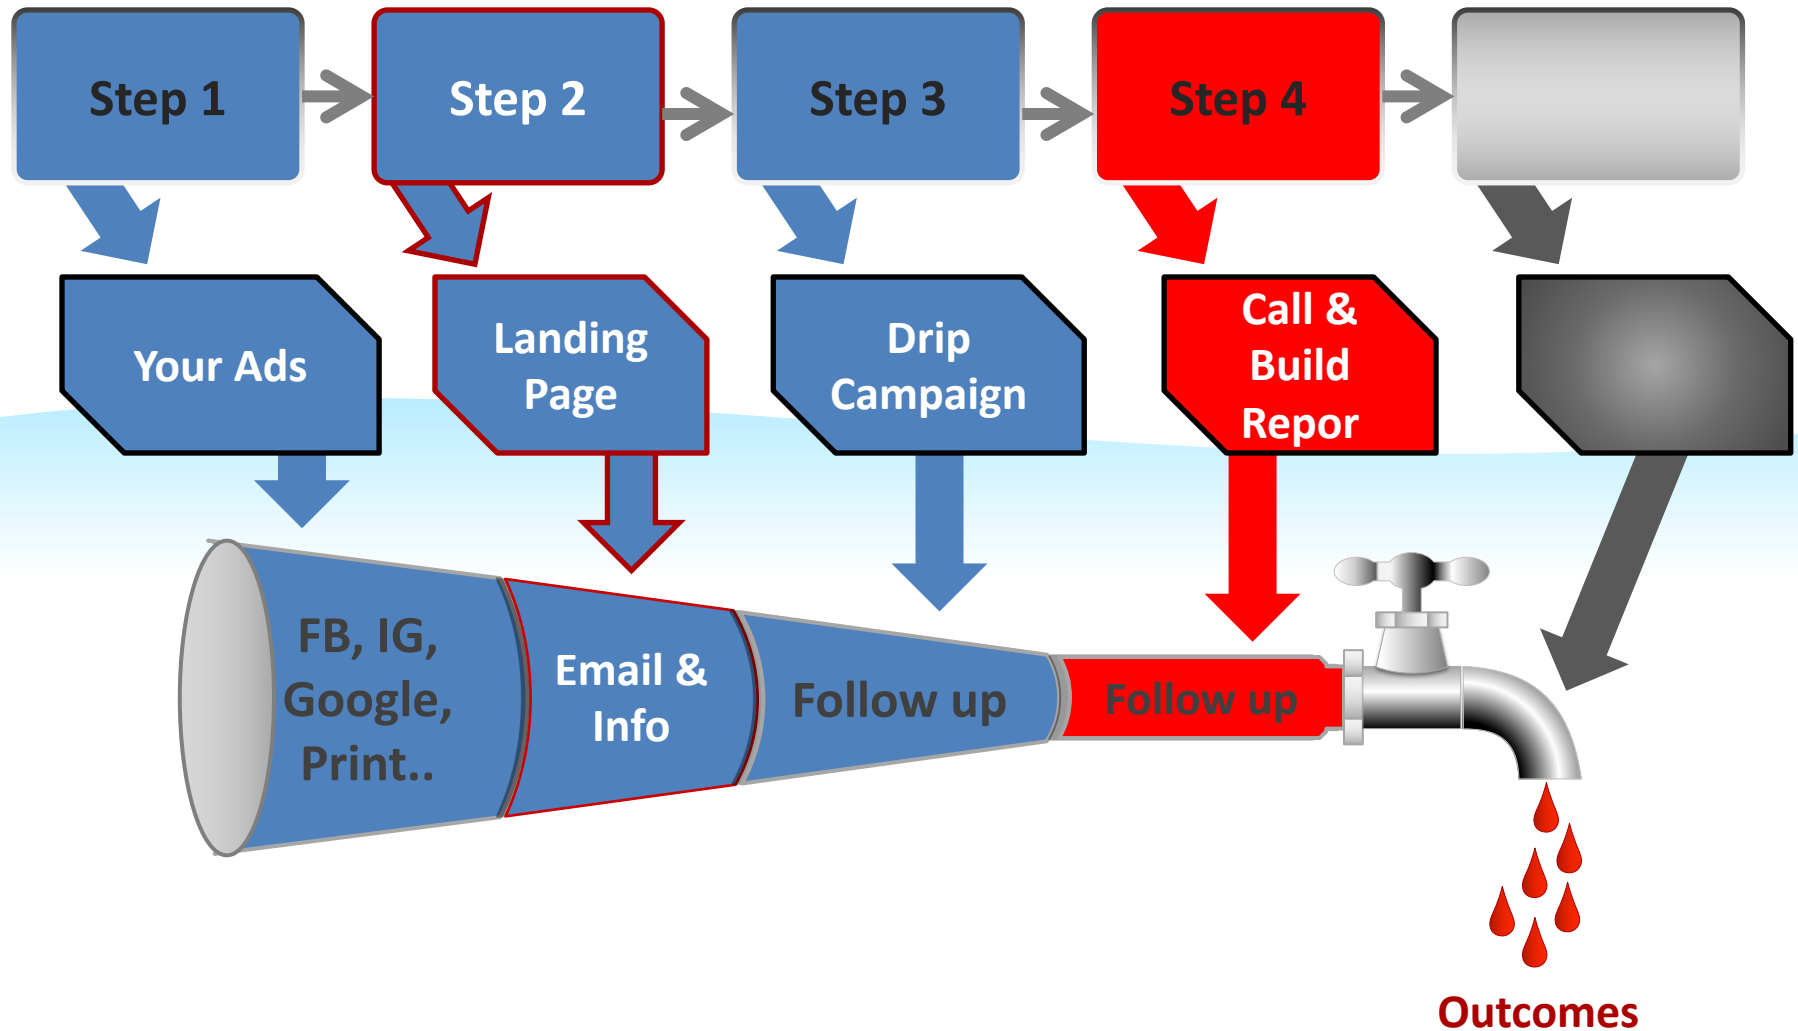 Step 1
Step 2
Step 3
Step 4
Your Ads
Landing
Page
Drip
Campaign
Call &
Build
Repor
FB, IG,
Google,
Print..
Email &
Info
Follow up
Follow up
Outcomes